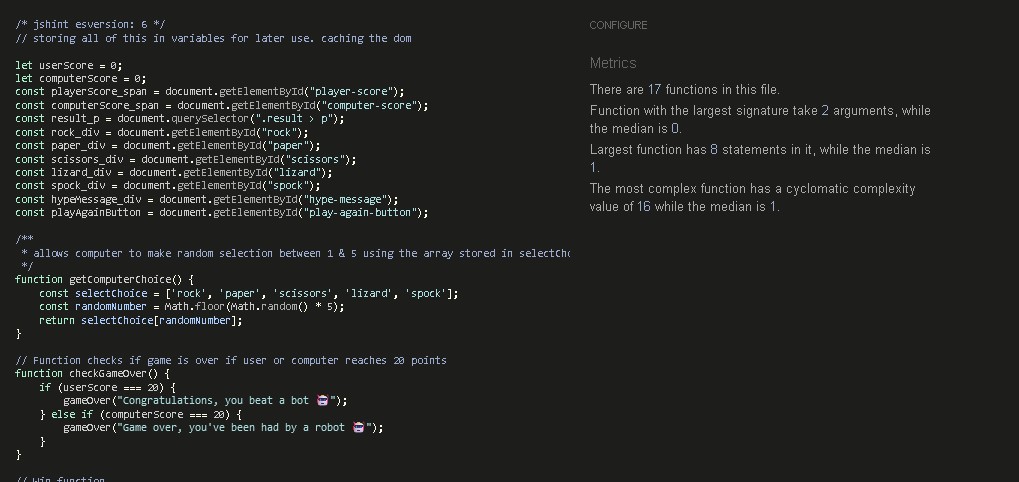 /* jshint esversion: 6 */
// storing all of this in variables for later use. caching the dom
let userScore = 0;
let computerScore = 0;
const playerScore_span = document.getElementById("player-score");
const computerScore_span = document.getElementById("computer-score");
const result_p = document.querySelector(".result > p");
const rock_div = document.getElementById("rock");
const paper_div = document.getElementById("paper");
const scissors_div = document.getElementById("scissors");
const lizard_div = document.getElementById("lizard");
const spock_div = document.getElementById("spock");
const hypeMessage_div = document.getElementById("hype-message");
const playAgainButton = document.getElementById("play-again-button");
/**
* allows computer to make random selection between 1 & 5 using the array stored in selectCho
*/
function getComputerChoice() {
const selectChoice = ['rock', 'paper', 'scissors', 'lizard', 'spock'];
const randomNumber = Math.floor(Math.random() * 5);
return selectChoice[randomNumber];
}
// Function checks if game is over if user or computer reaches 20 points
function checkGameOver() {
if (userScore === 20) {
gameOver("Congratulations, you beat a bot 🤖");
} else if (computerScore === 20) {
gameOver("Game over, you've been had by a robot 🤖");
}
}
// Win function
CONFIGURE
Metrics
There are 17 functions in this file.
Function with the largest signature take 2 arguments, while
the median is 0.
Largest function has 8 statements in it, while the median is
1.
The most complex function has a cyclomatic complexity
value of 16 while the median is 1.